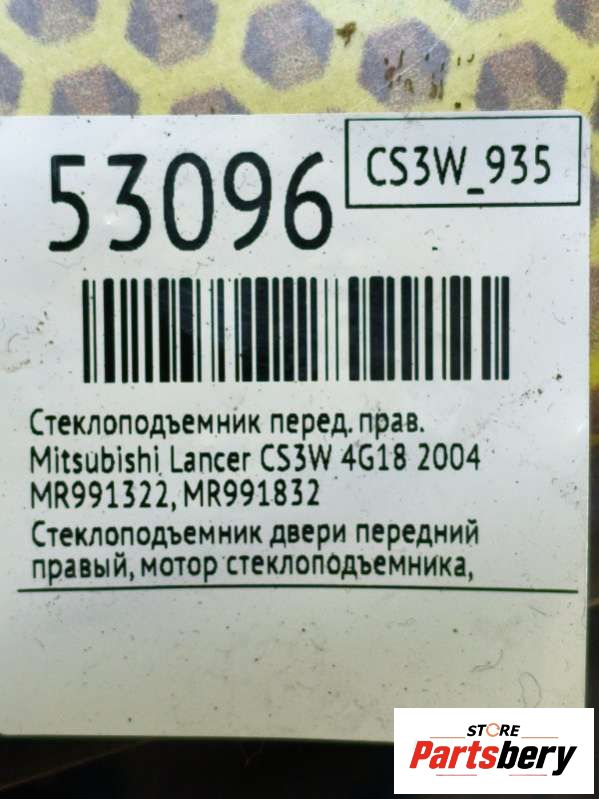 53096
CS3W_935
Стеклоподъемник перед. прав.
Mitsubishi Lancer CS3W 4G18 2004
MR991322, MR991832
Стеклоподъемник двери передний
правый, мотор стеклоподъемника,
STORE
Partsbery